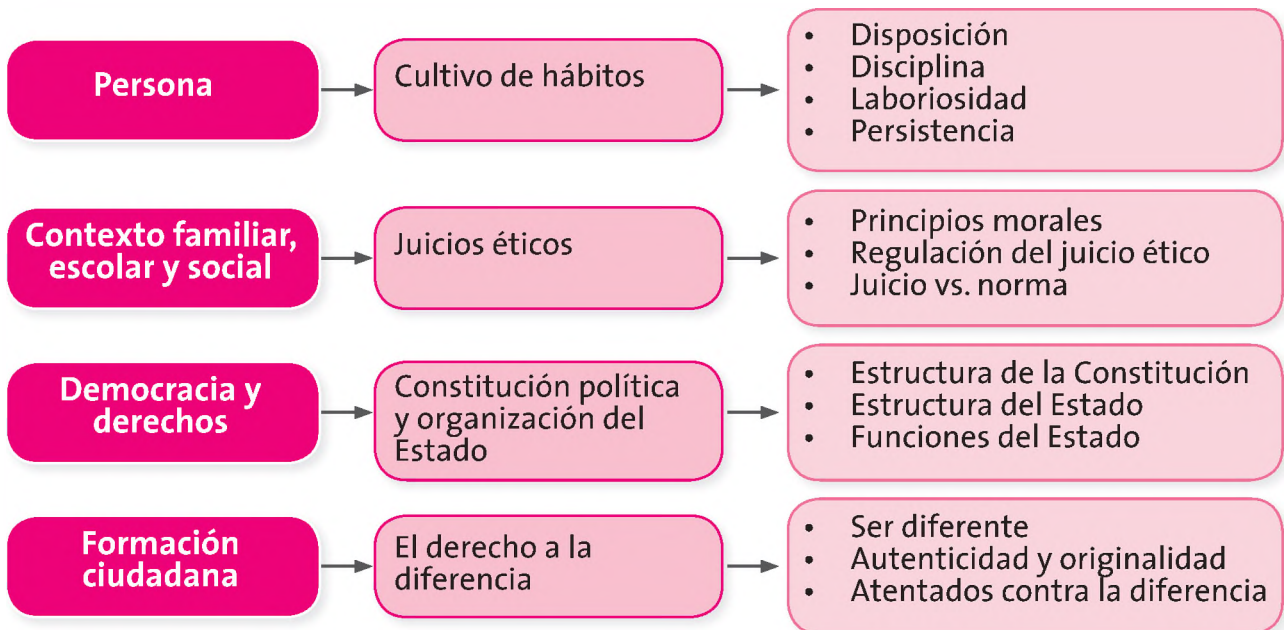 Persona
Cultivo de hábitos
• Disposición
• Disciplina
• Laboriosidad
• Persistencia
Contexto familiar,
escolar y social
Juicios éticos
• Principios morales
• Regulación del juicio ético
• Juicio vs. norma
Democracia y
derechos
Constitución política
y organización del
Estado
• Estructura de la Constitución
• Estructura del Estado
• Funciones del Estado
Formación
ciudadana
El derecho a la
diferencia
• Ser diferente
• Autenticidad y originalidad
• Atentados contra la diferencia